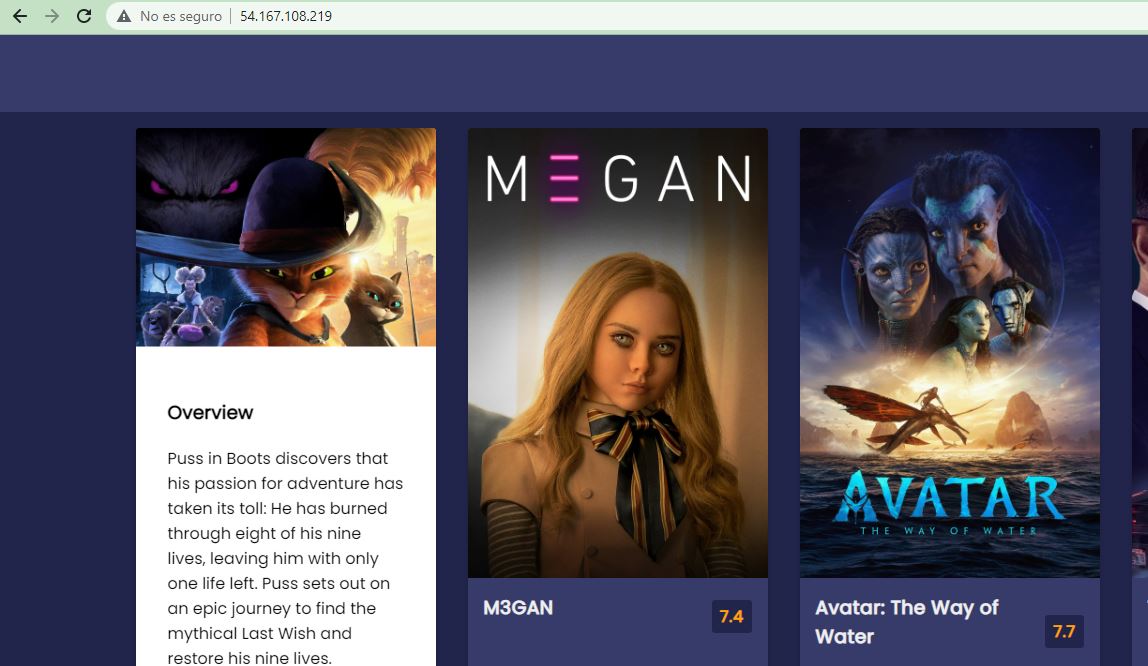 No es seguro
54.167.108.219
Overview
Puss in Boots discovers that
his passion for adventure has
taken its toll: He has burned
through eight of his nine
lives, leaving him with only
one life left. Puss sets out on
an epic journey to find the
mythical Last Wish and
restore his nine lives.
M3GAN
M3GAN
7.4
AVATAR
THE WAY OF WATER
Avatar: The Way of
Water
7.7